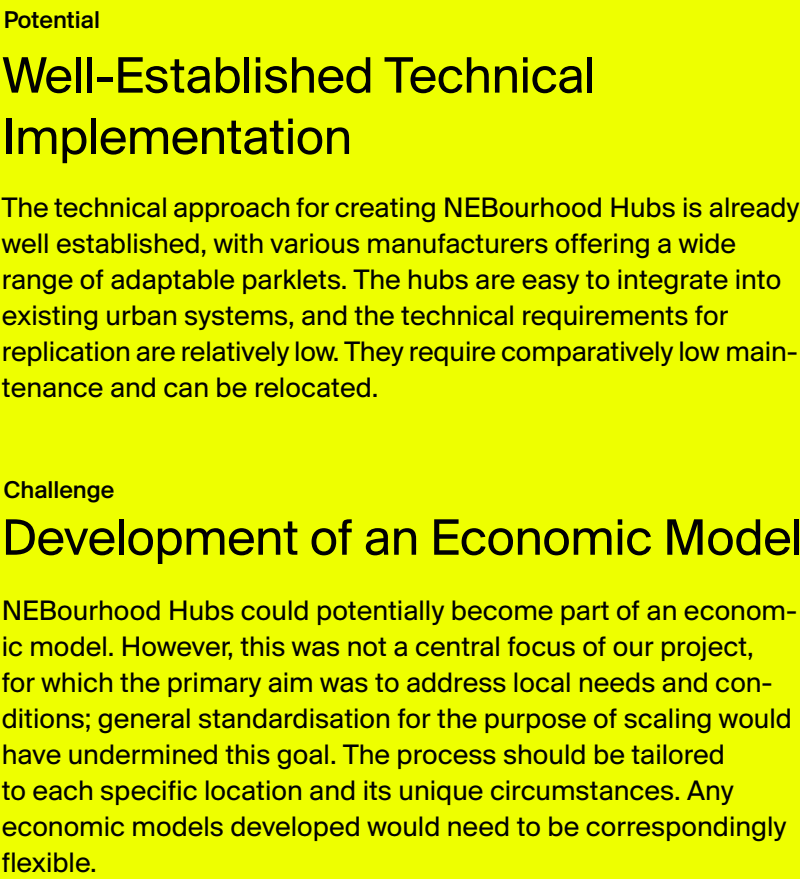 Potential
Well-Established Technical
Implementation
The technical approach for creating NEBourhood Hubs is already
well established, with various manufacturers offering a wide
range of adaptable parklets. The hubs are easy to integrate into
existing urban systems, and the technical requirements for
replication are relatively low. They require comparatively low main-
tenance and can be relocated.
Challenge
Development of an Economic Model
NEBourhood Hubs could potentially become part of an econom-
ic model. However, this was not a central focus of our project,
for which the primary aim was to address local needs and con-
ditions; general standardisation for the purpose of scaling would
have undermined this goal. The process should be tailored
to each specific location and its unique circumstances. Any
economic models developed would need to be correspondingly
flexible.